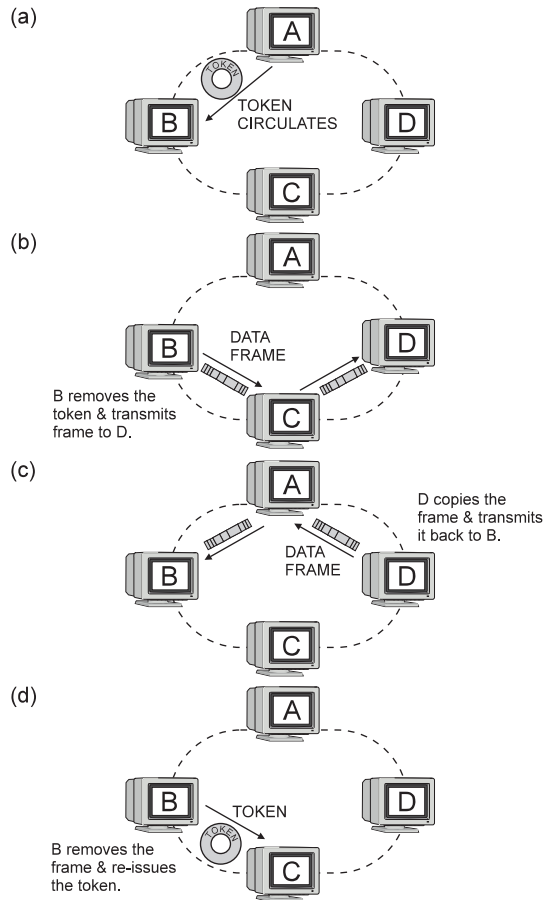 (a)
A
TOKEN
B
TOKEN
CIRCULATES
D
C
(b)
A
B
DATA
FRAME
D
B removes the
token & transmits
frame to D.
C
(c)
A
D copies the
frame & transmits
it back to B.
B
DATA
FRAME
D
C
(d)
A
B
TOKEN
D
TOKEN
B removes the
frame & re-issues
the token.
C